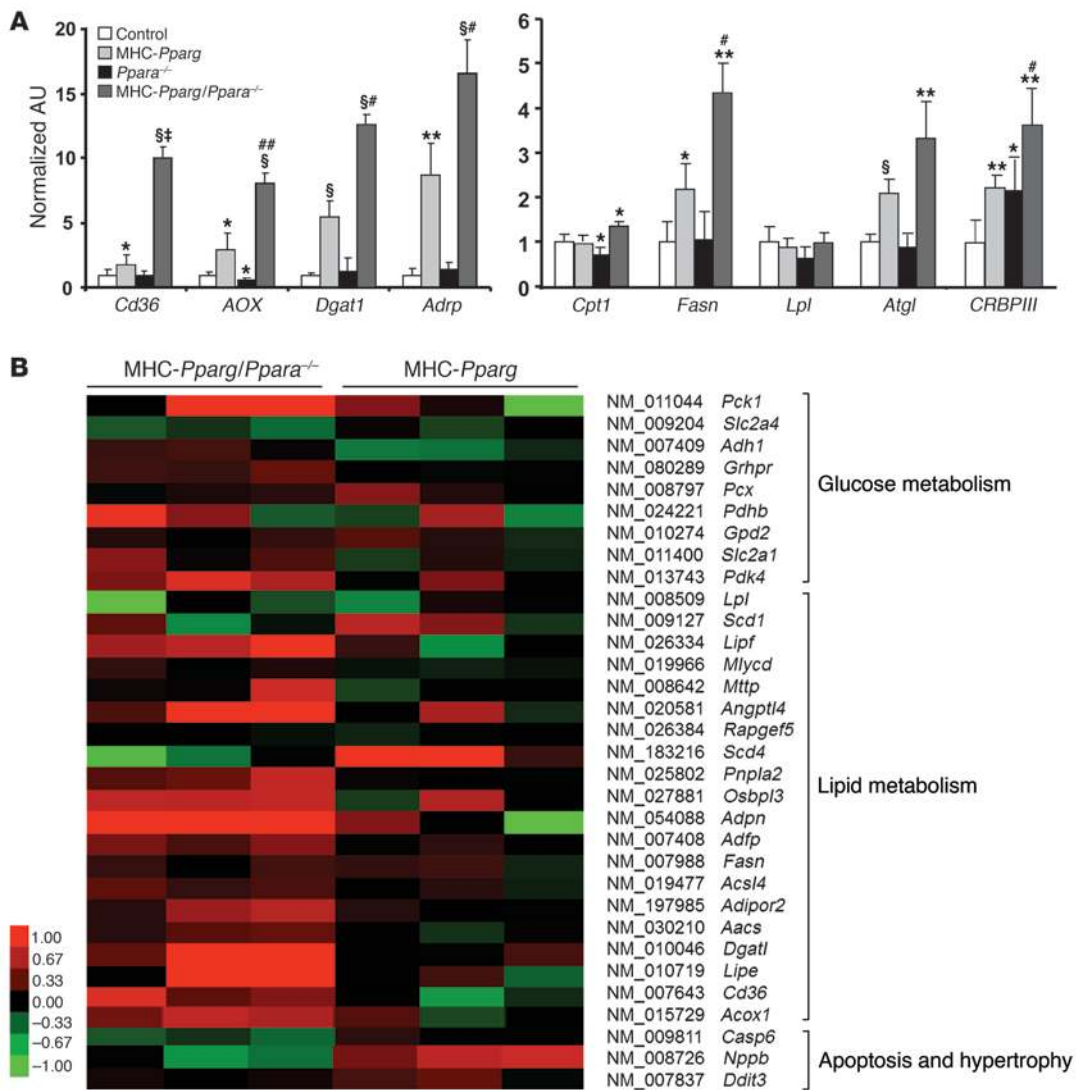 A
Normalized AU
20
15
10
5
0
Control
MHC-Pparg
Ppara–/–
MHC-Pparg/Ppara–/–
*
§‡
*
*
##
§
§
§#
**
§#
Cd36 AOX Dgat1 Adrp
6
5
4
3
2
1
0
*
*
*
#
**
§
**
**
*
#
**
Cpt1 Fasn Lpl Atgl CRBPIII
B
MHC-Pparg/Ppara–/– MHC-Pparg
NM_011044 Pck1
NM_009204 Slc2a4
NM_007409 Adh1
NM_080289 Grhpr
NM_008797 Pcx
NM_024221 Pdhb
NM_010274 Gpd2
NM_011400 Slc2a1
NM_013743 Pdk4
Glucose metabolism
NM_008509 Lpl
NM_009127 Scd1
NM_026334 Lipf
NM_019966 Mlycd
NM_008642 Mttp
NM_020581 Angptl4
NM_026384 Rapgef5
NM_183216 Scd4
NM_025802 Pnpla2
NM_027881 Osbpl3
NM_054088 Adpn
NM_007408 Adfp
NM_007988 Fasn
NM_019477 Acsl4
NM_197985 Adipor2
NM_030210 Aacs
NM_010046 Dgatl
NM_010719 Lipe
NM_007643 Cd36
NM_015729 Acox1
Lipid metabolism
NM_009811 Casp6
NM_008726 Nppb
NM_007837 Ddit3
Apoptosis and hypertrophy
1.00
0.67
0.33
0.00
–0.33
–0.67
–1.00